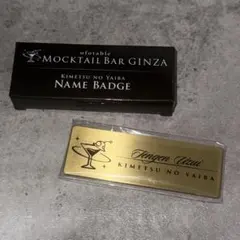 ufotable
MOCKTAIL BAR GINZA
KIMETSU NO YAIBA
NAME BADGE
Tengen Uzui
KIMETSU NO YAIBA